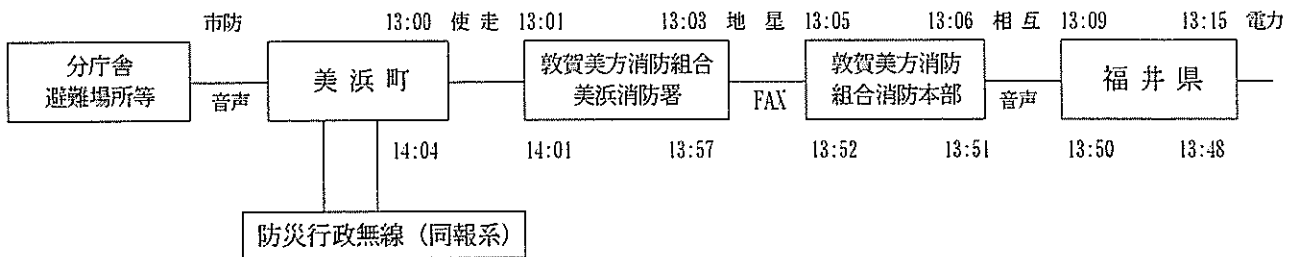 市防 13:00 使走 13:01 13:03 地星 13:05 13:06 相互 13:09 13:15 電力
分庁舎
避難場所等
音声
美浜町
敦賀美方消防組合
美浜消防署
FAX
敦賀美方消防
組合消防本部
音声
福井県
14:04 14:01 13:57 13:52 13:51 13:50 13:48
防災行政無線（同報系）